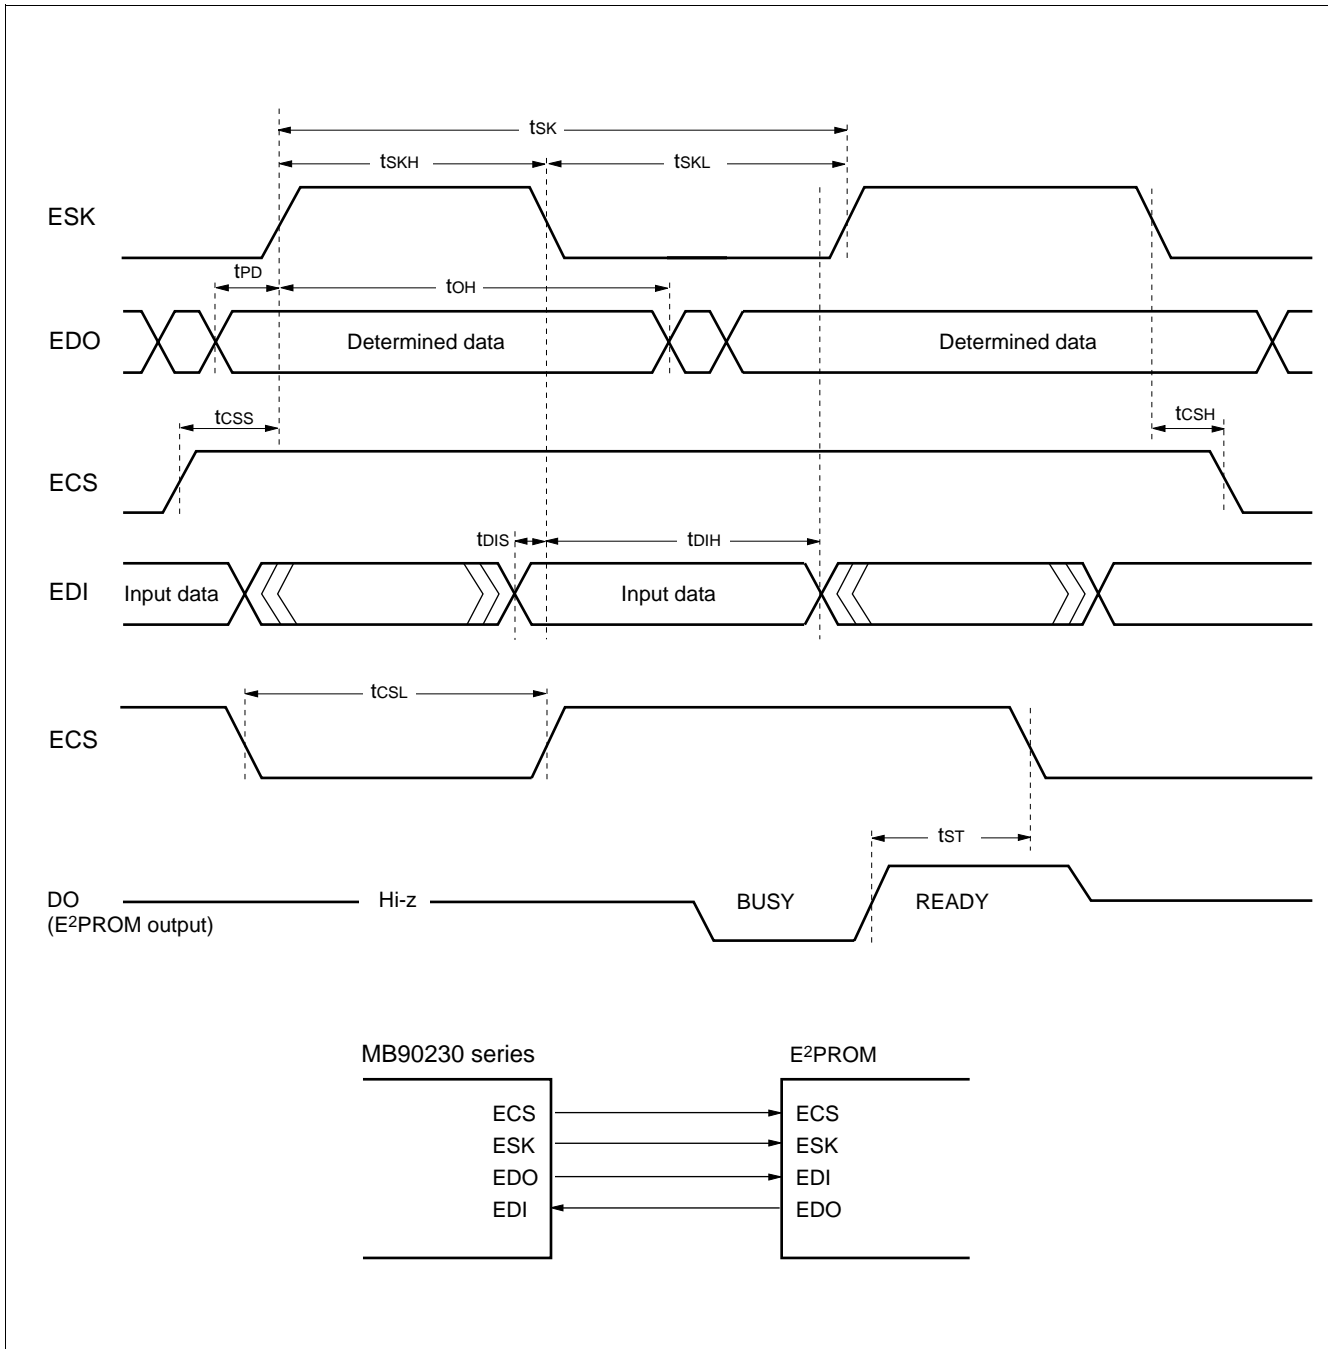 tSK
tSKH tSKL
ESK
tPD
tOH
EDO Determined data Determined data
tCSS tCSH
ECS
tDIS tDIH
EDI Input data Input data
tCSL
ECS
tST
DO Hi-z BUSY READY
(E2PROM output)
MB90230 series E2PROM
ECS ECS
ESK ESK
EDO EDI
EDI EDO